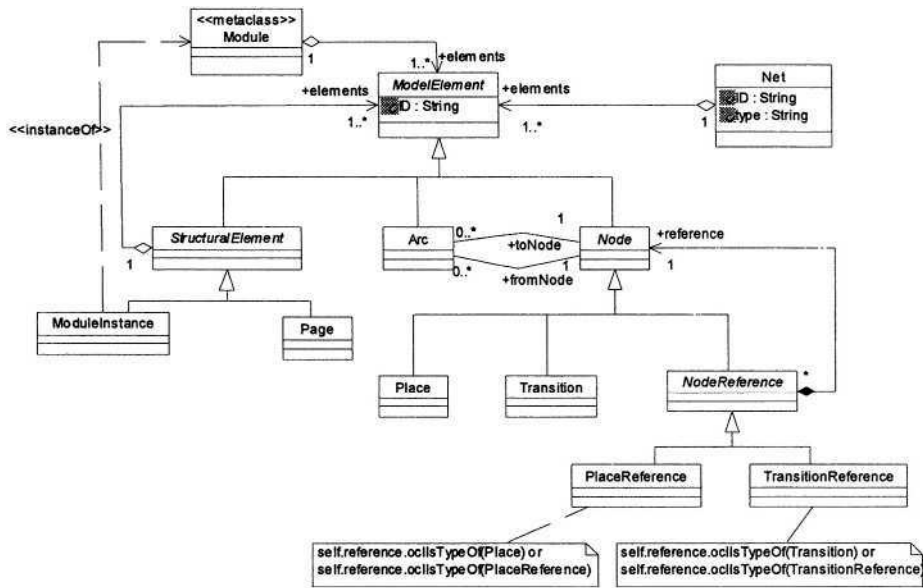 <<metaclass>>
Module
1
1..*
+elements
+elements
ModelElement
ID : String
1..*
+elements
1..*
Net
ID : String
type : String
1
<<instanceOf>>
StructuralElement
1
Arc
0..*
0..*
1
+toNode
+fromNode
1
Node
+reference
1
ModuleInstance
Page
Place
Transition
NodeReference
*
PlaceReference
TransitionReference
self.reference.oclIsTypeOf(Place) or
self.reference.oclIsTypeOf(PlaceReference)
self.reference.oclIsTypeOf(Transition) or
self.reference.oclIsTypeOf(TransitionReference)